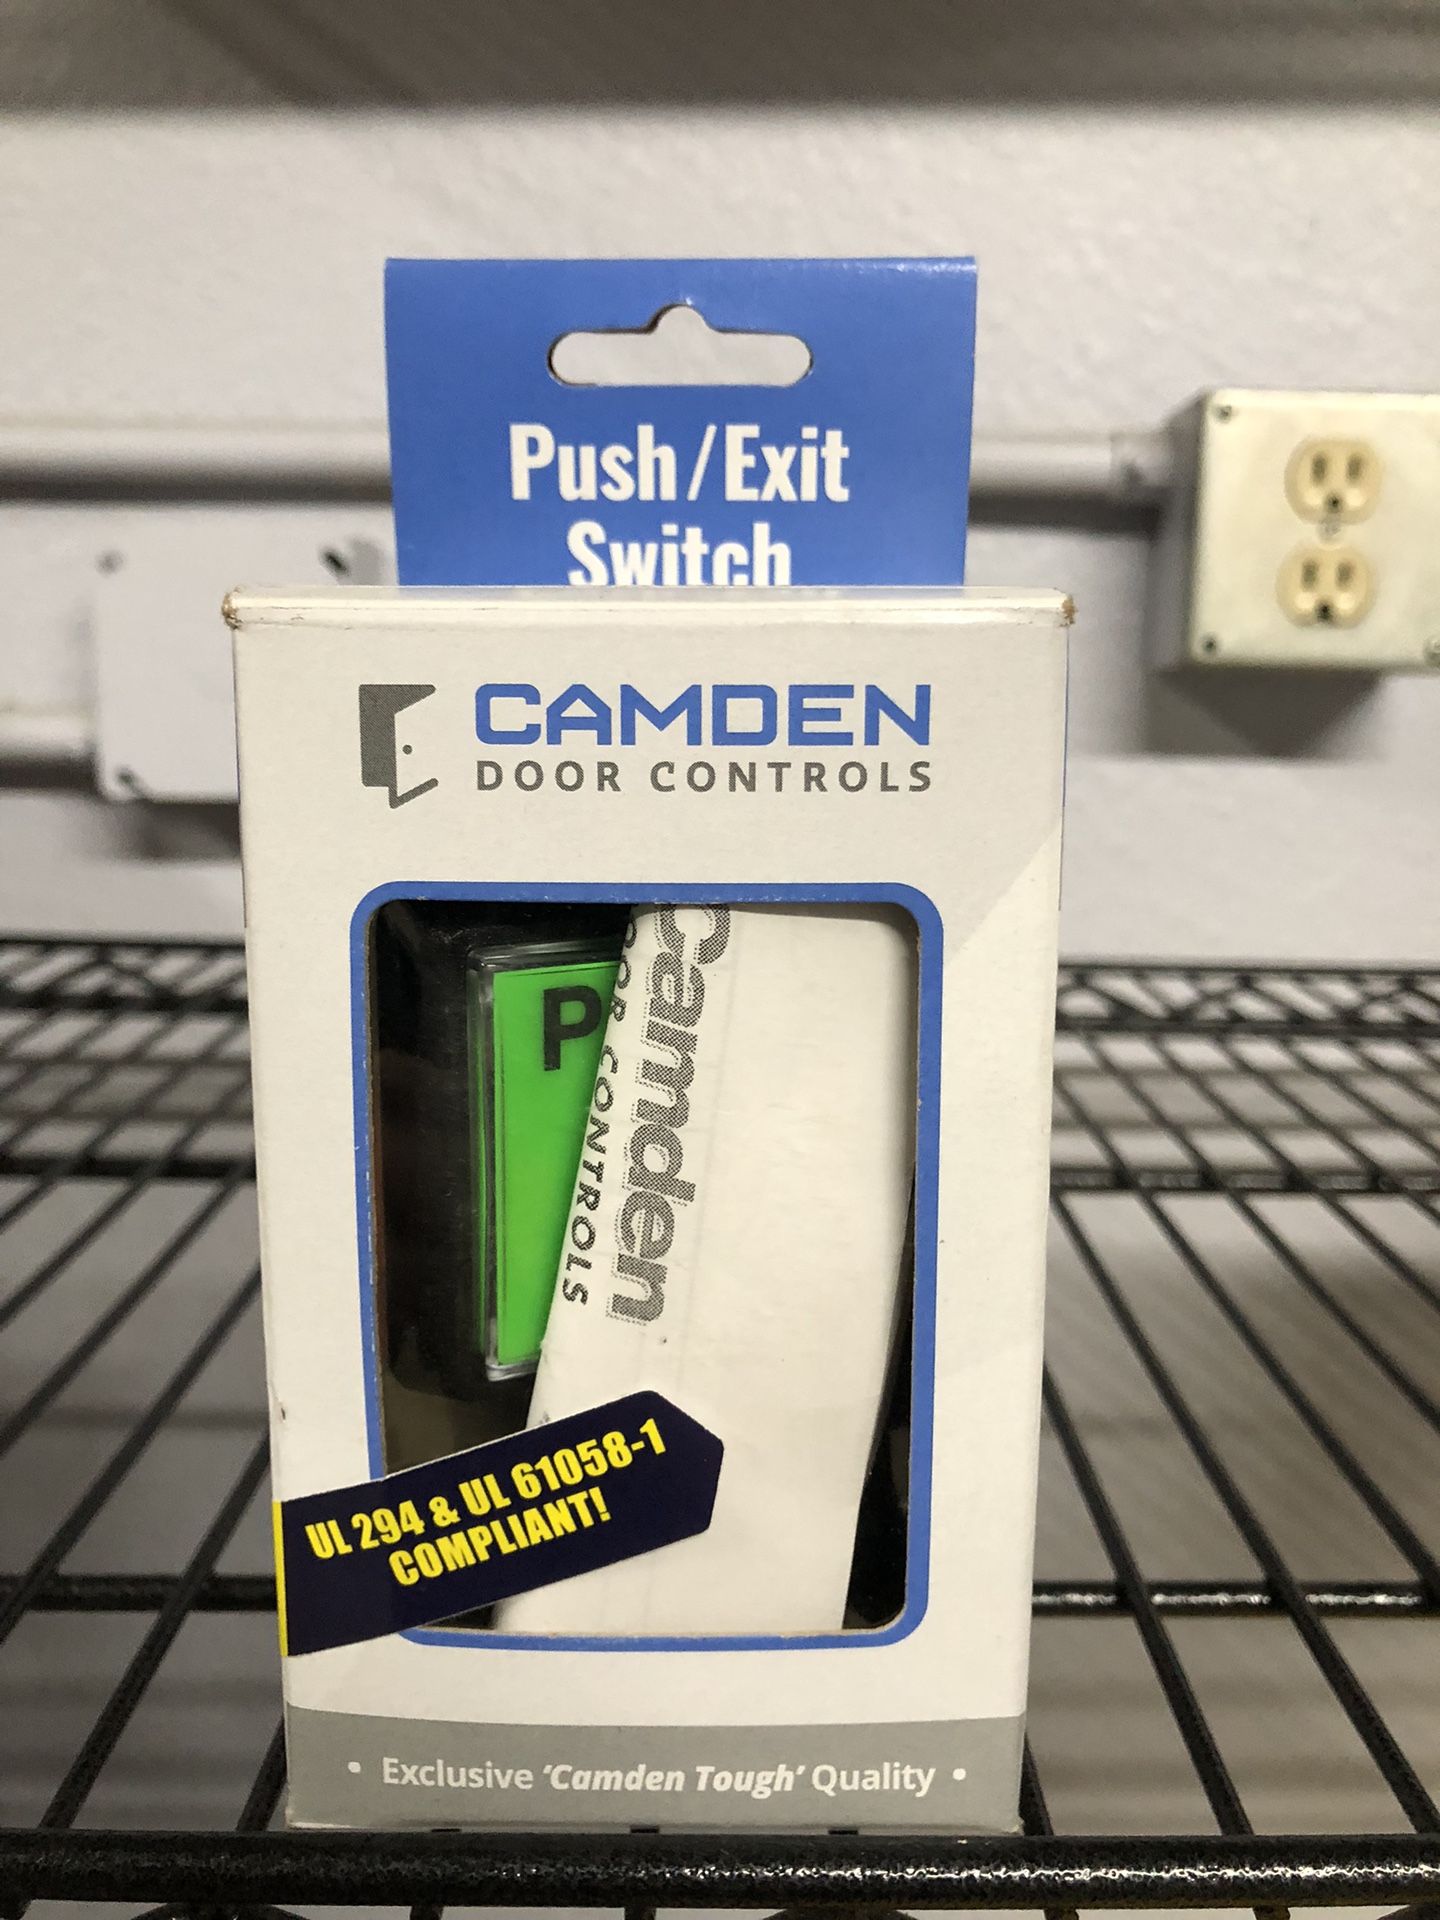 Push/Exit
Switch
CAMDEN
DOOR CONTROLS
P
Camden
DOOR CONTROLS
UL 294 & UL 61058-1
COMPLIANT!
• Exclusive 'Camden Tough' Quality •